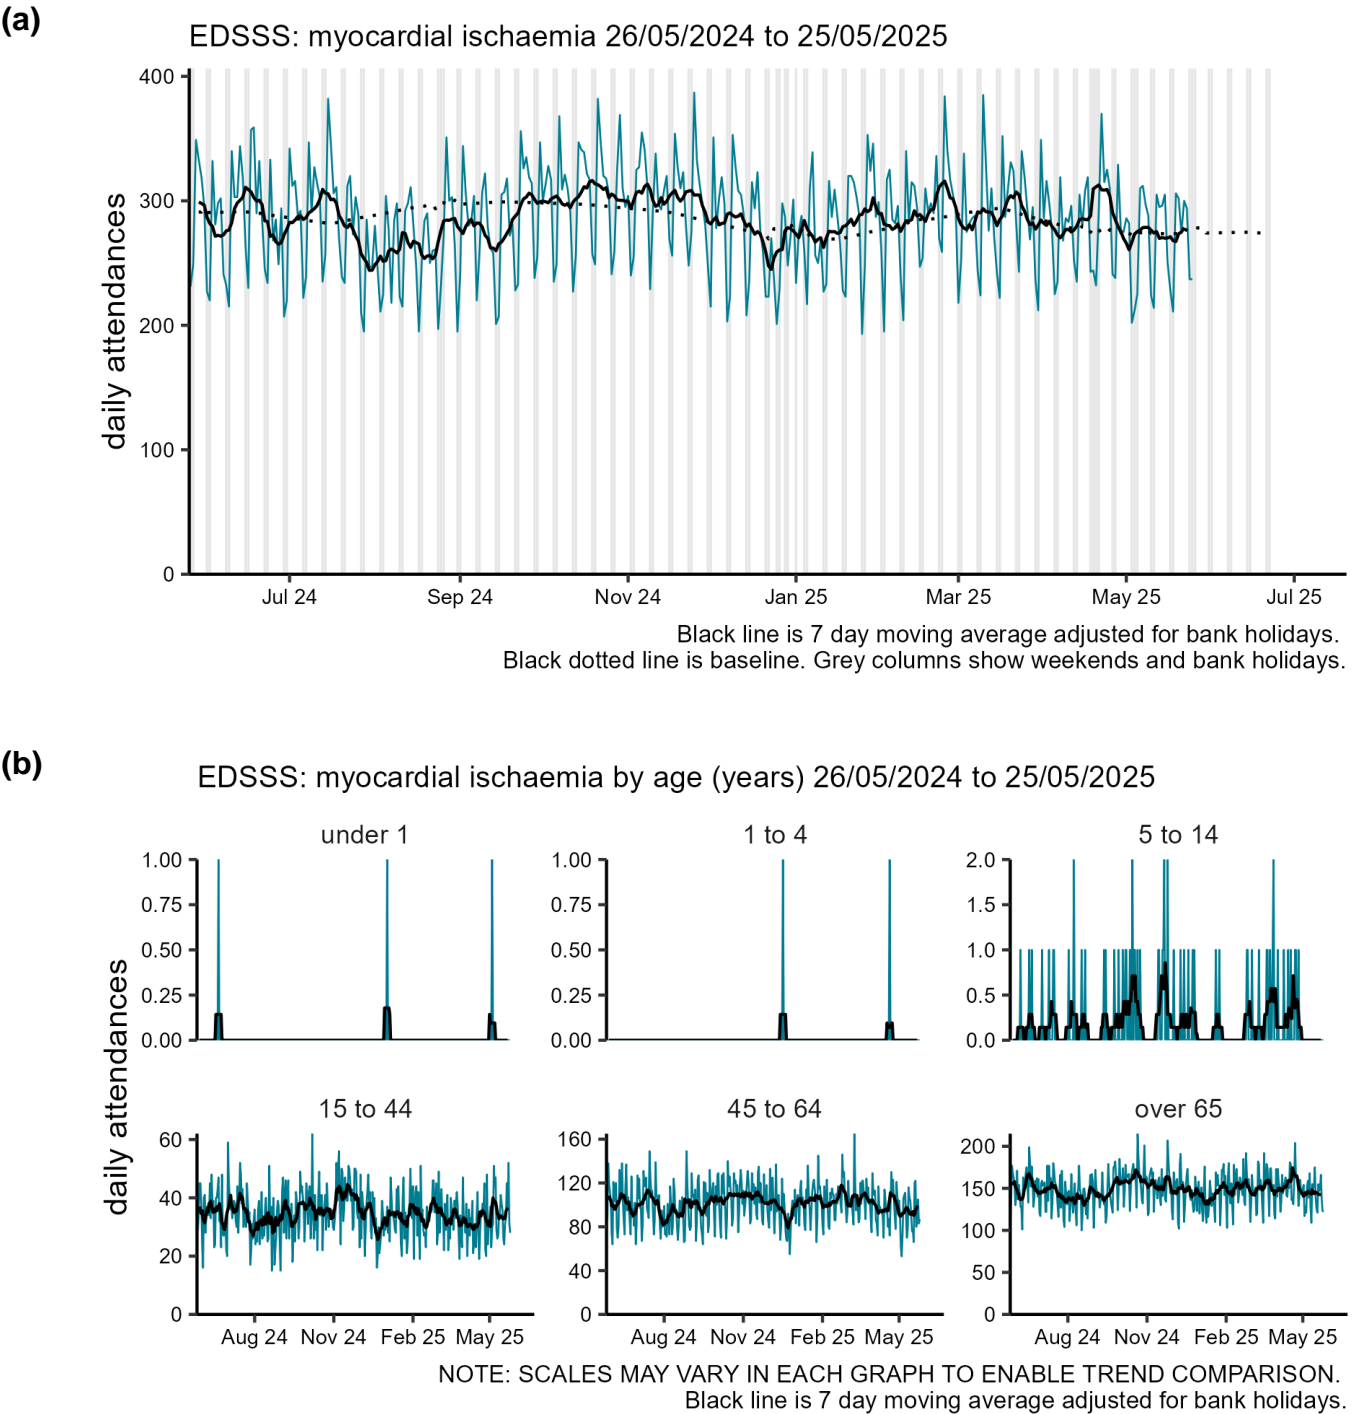 (a)
EDSSS: myocardial ischaemia 26/05/2024 to 25/05/2025
daily attendances
400
300
200
100
0
Jul 24 Sep 24 Nov 24 Jan 25 Mar 25 May 25 Jul 25
Black line is 7 day moving average adjusted for bank holidays.
Black dotted line is baseline. Grey columns show weekends and bank holidays.
(b)
EDSSS: myocardial ischaemia by age (years) 26/05/2024 to 25/05/2025
daily attendances
under 1
1.00
0.75
0.50
0.25
0.00
1 to 4
1.00
0.75
0.50
0.25
0.00
5 to 14
2.0
1.5
1.0
0.5
0.0
15 to 44
60
40
20
0
Aug 24 Nov 24 Feb 25 May 25
45 to 64
160
120
80
40
0
Aug 24 Nov 24 Feb 25 May 25
over 65
200
150
100
50
0
Aug 24 Nov 24 Feb 25 May 25
NOTE: SCALES MAY VARY IN EACH GRAPH TO ENABLE TREND COMPARISON.
Black line is 7 day moving average adjusted for bank holidays.